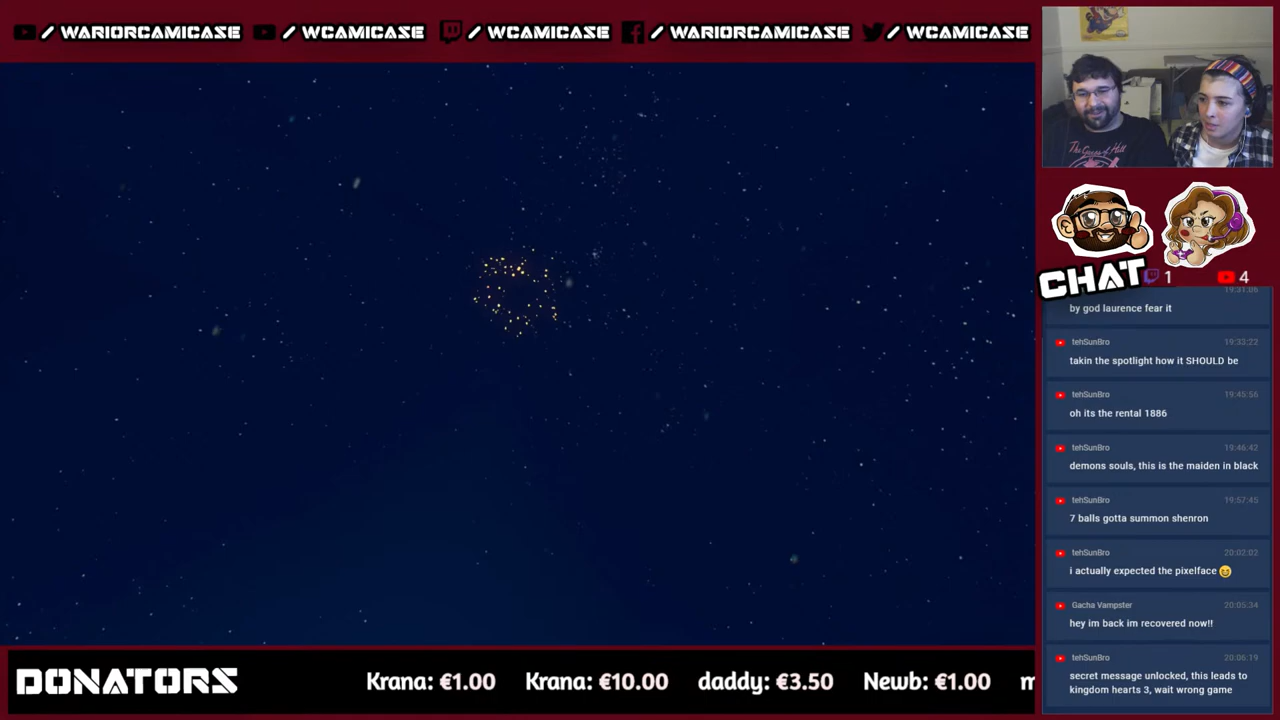 / WARIORCAMICASE / WCAMICASE / WCAMICASE / WARIORCAMICASE / WCAMICASE
CHAT
1 4
19:31:06
by god laurence fear it
tehSunBro 19:33:22
takin the spotlight how it SHOULD be
tehSunBro 19:45:56
oh its the rental 1886
tehSunBro 19:46:42
demons souls, this is the maiden in black
tehSunBro 19:57:45
7 balls gotta summon shenron
tehSunBro 20:02:02
i actually expected the pixelface 😆
Gacha Vampster 20:05:34
hey im back im recovered now!!
tehSunBro 20:06:19
secret message unlocked, this leads to
kingdom hearts 3, wait wrong game
DONATORS Krana: €1.00 Krana: €10.00 daddy: €3.50 Newb: €1.00